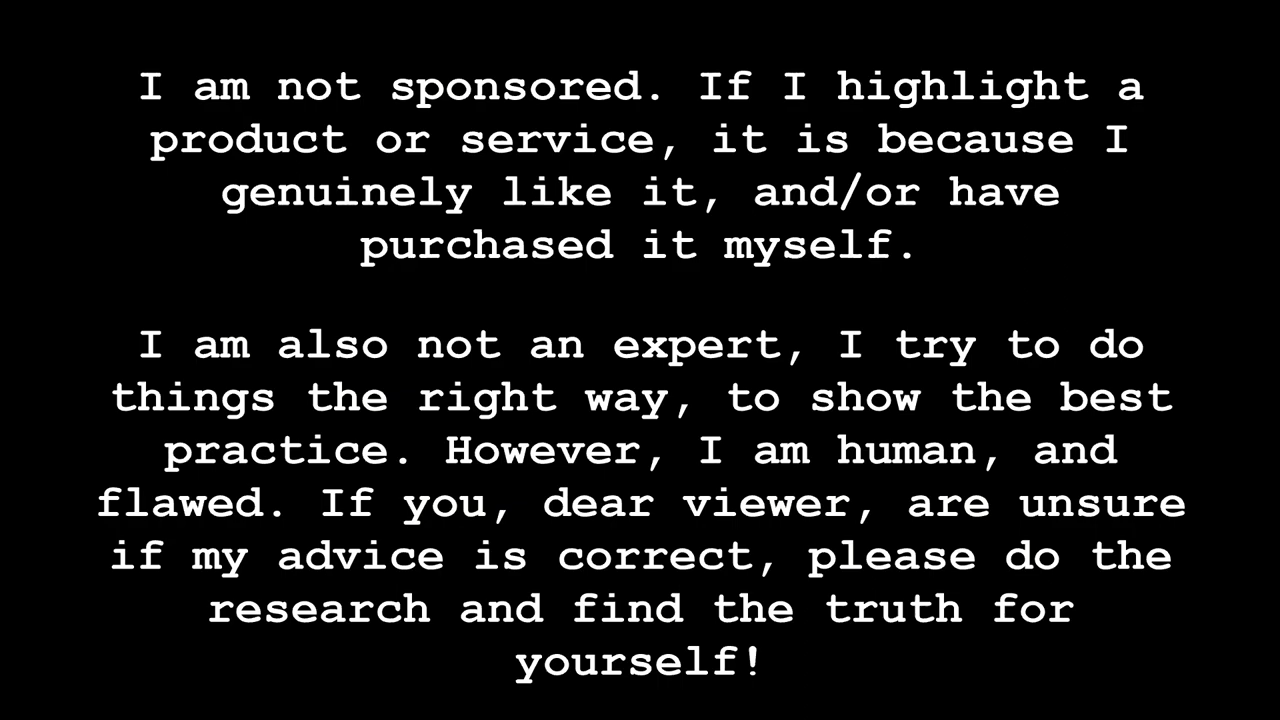 I am not sponsored. If I highlight a
product or service, it is because I
genuinely like it, and/or have
purchased it myself.
I am also not an expert, I try to do
things the right way, to show the best
practice. However, I am human, and
flawed. If you, dear viewer, are unsure
if my advice is correct, please do the
research and find the truth for
yourself!